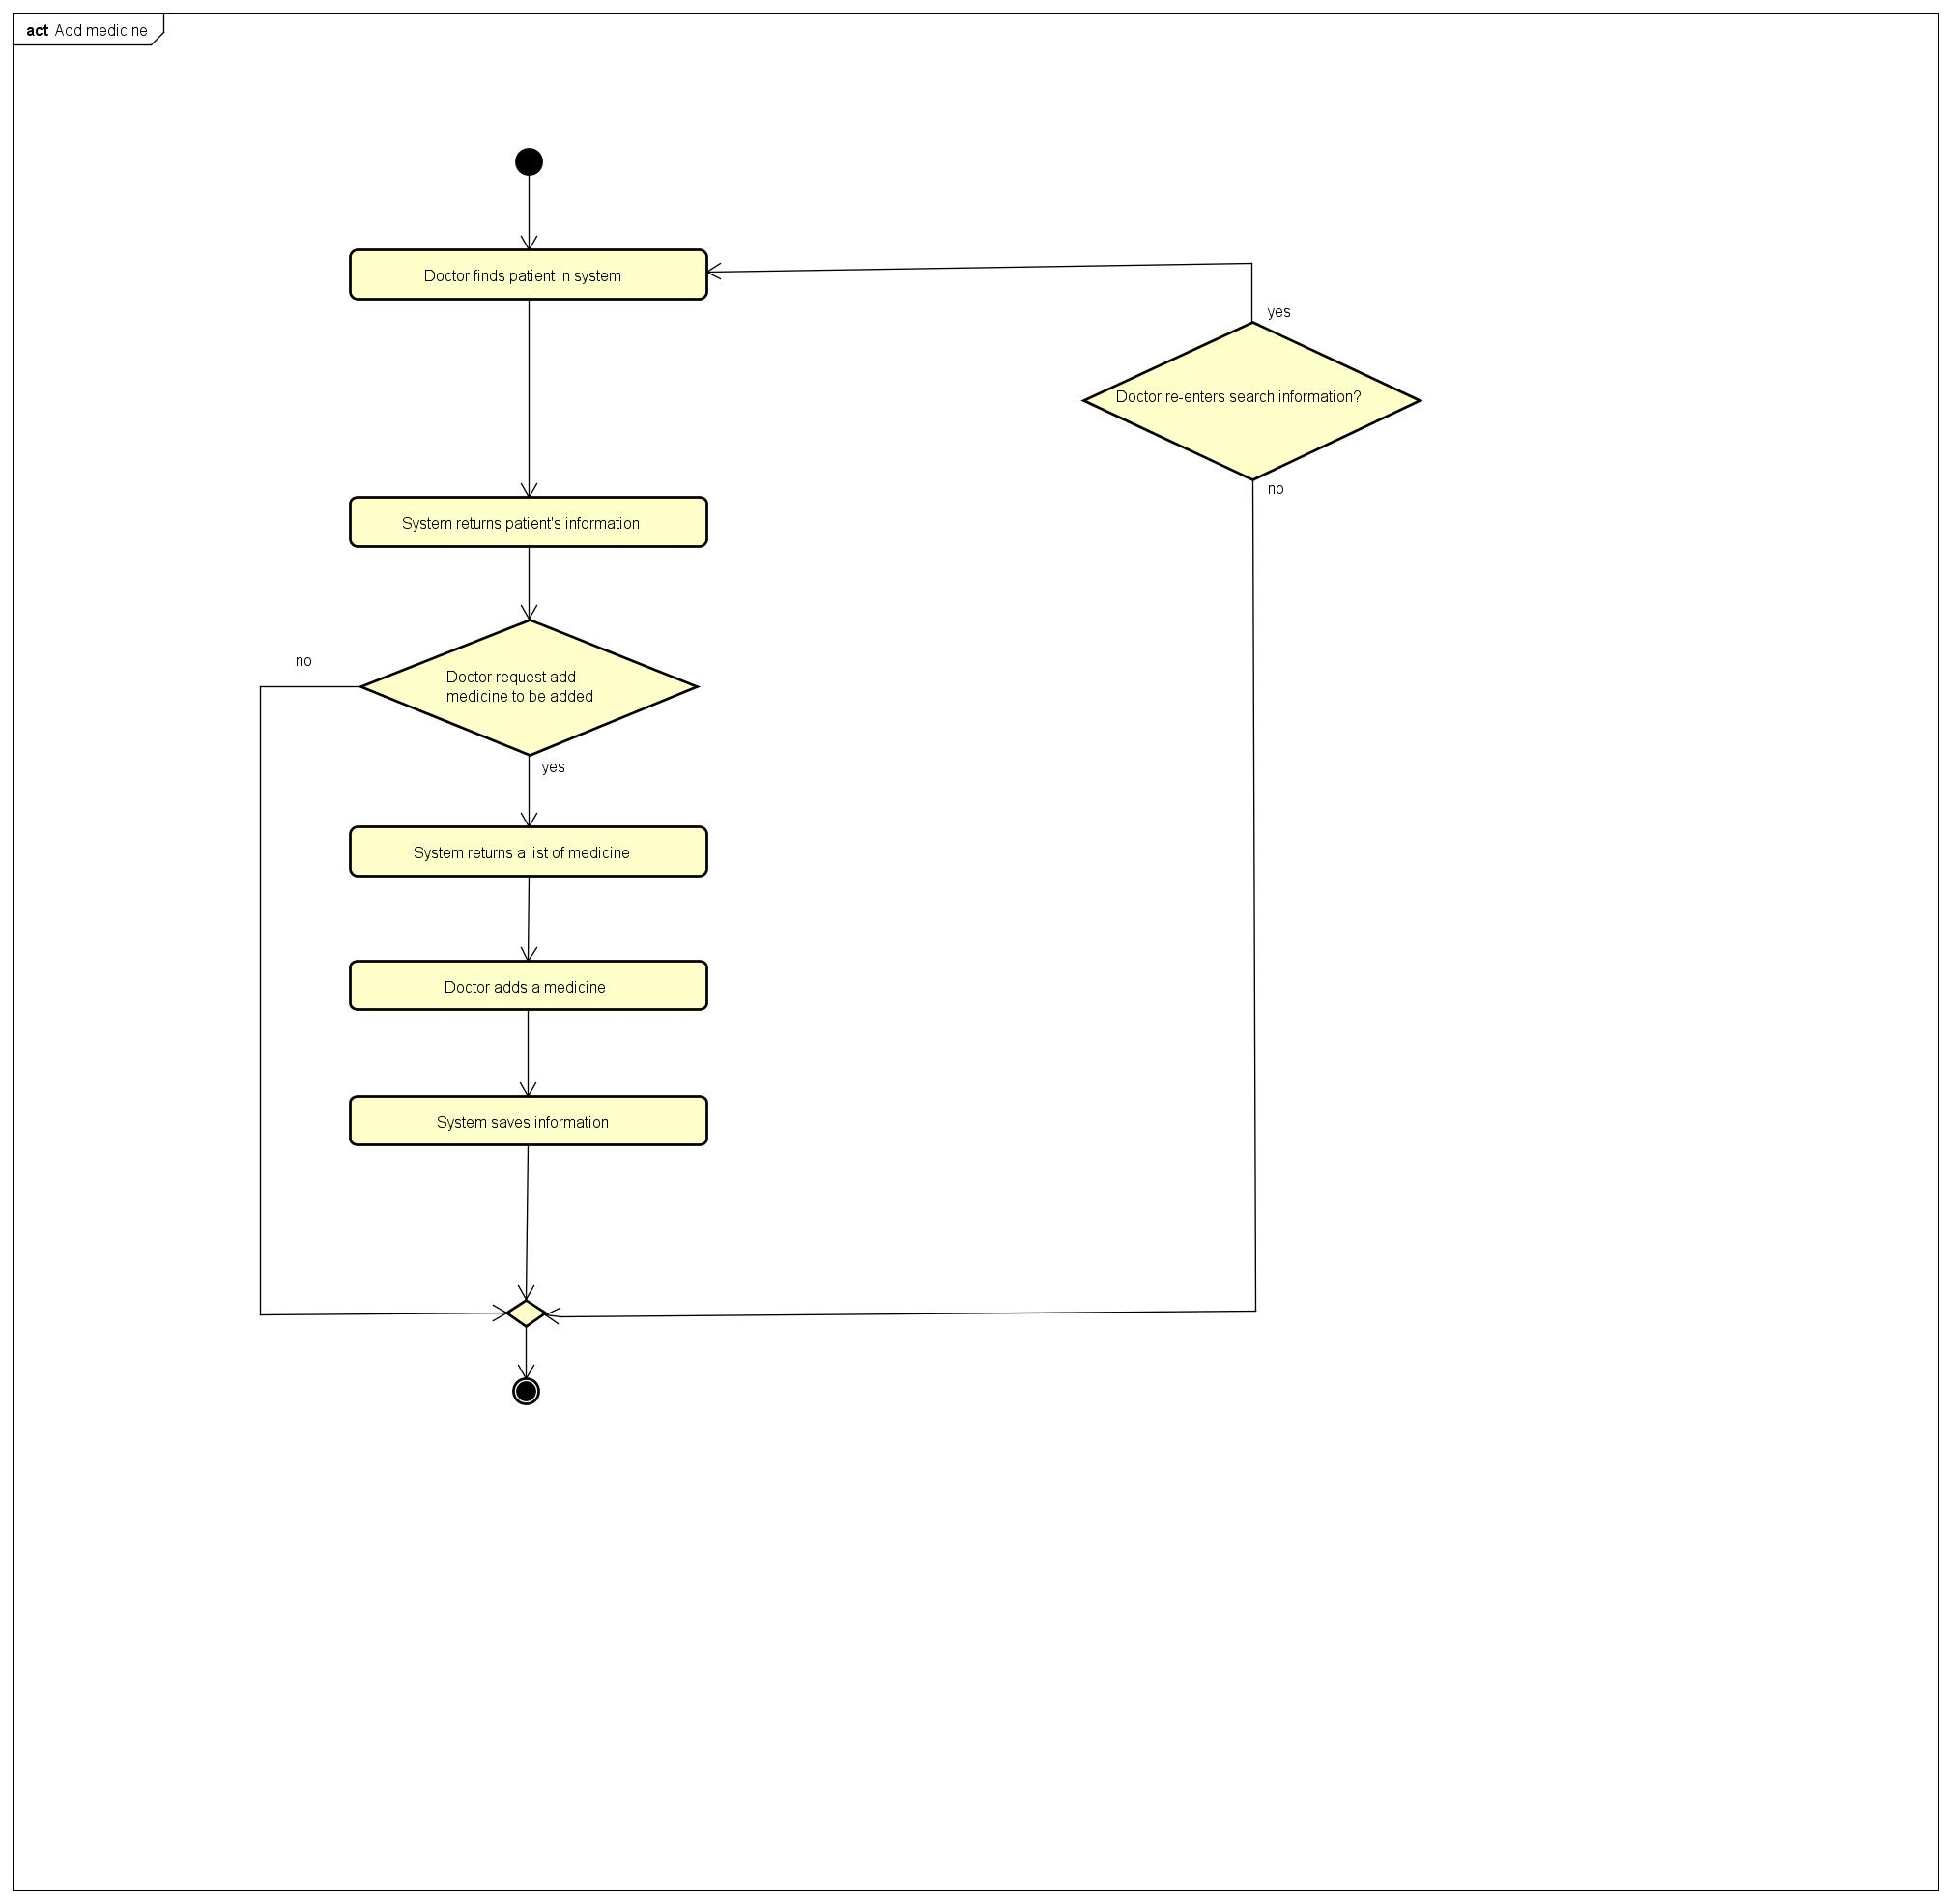 act Add medicine
Doctor finds patient in system
yes
Doctor re-enters search information?
no
System returns patient's information
no
Doctor request add
medicine to be added
yes
System returns a list of medicine
Doctor adds a medicine
System saves information